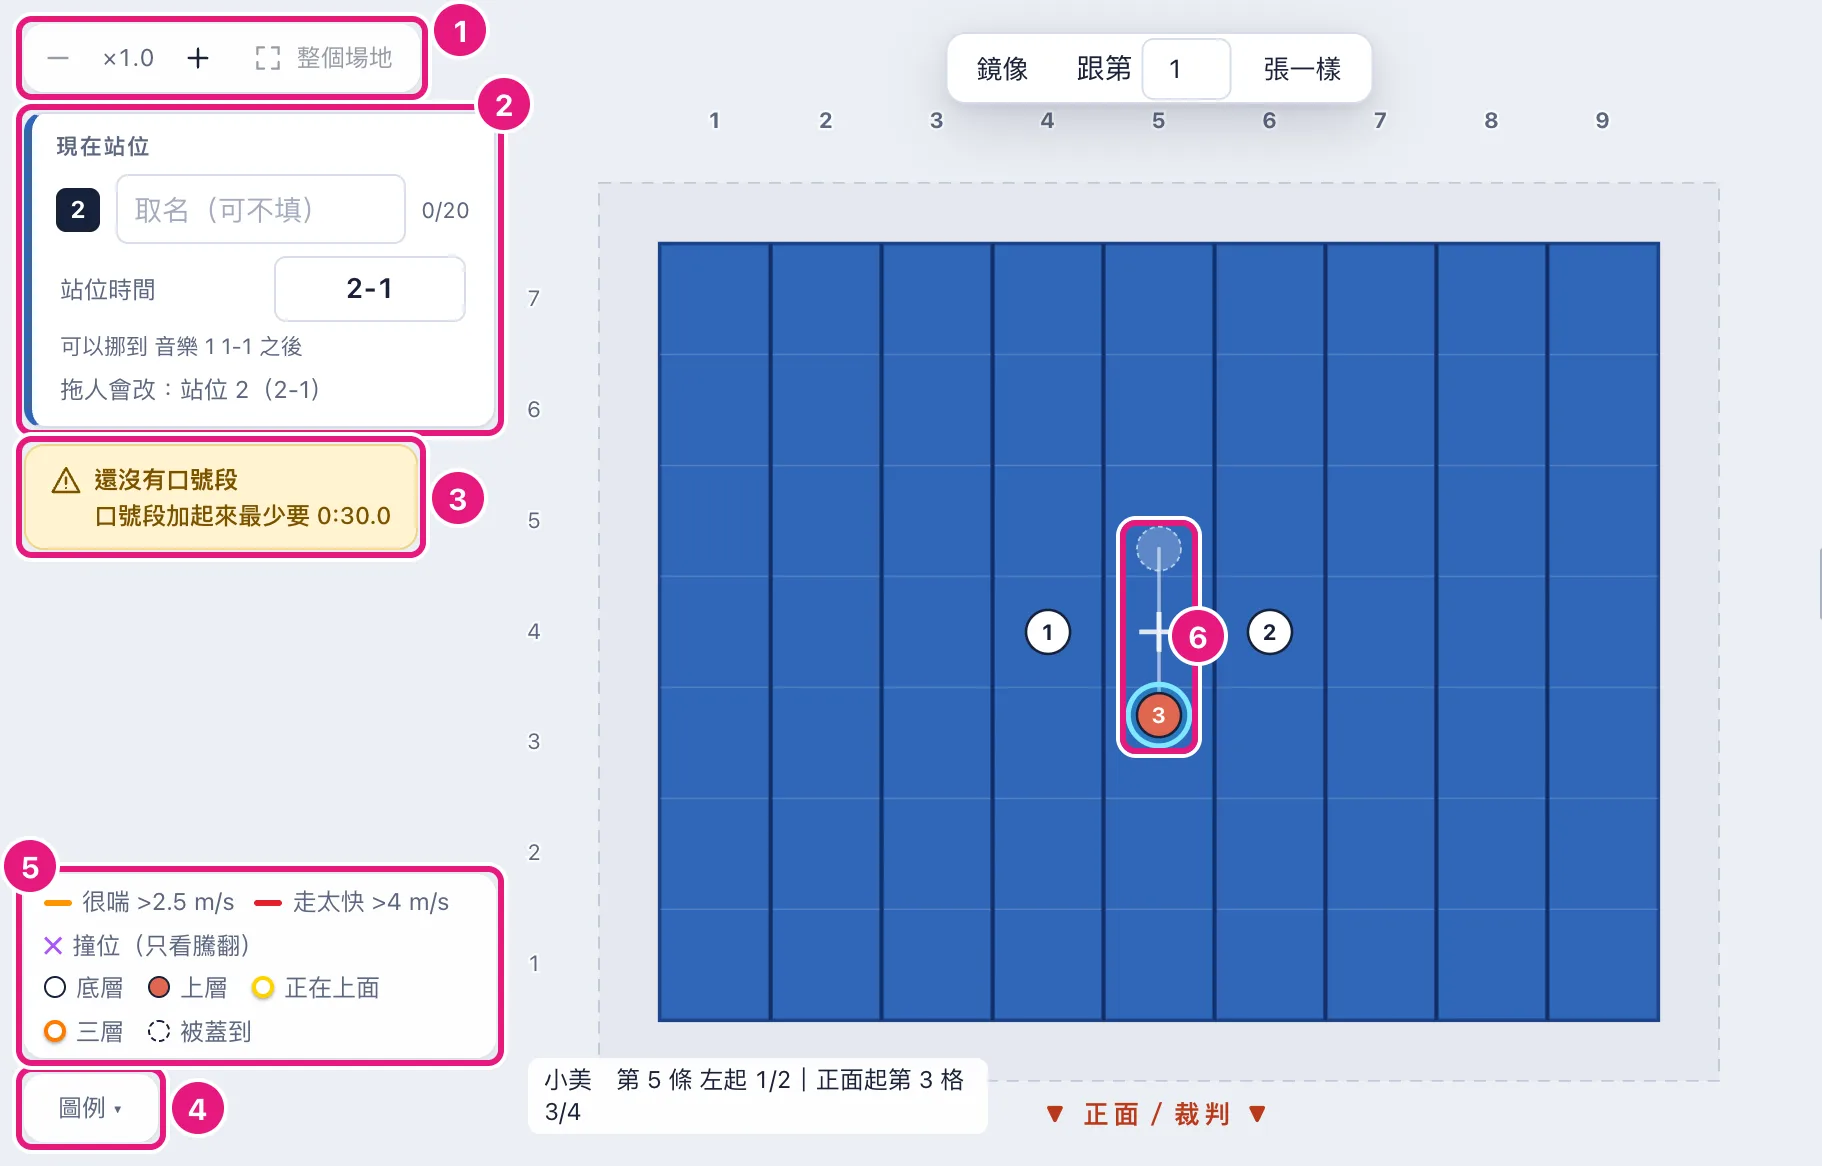 ×1.0 整個場地
1
鏡像 跟第 1 張一樣
2
現在站位
2 取名（可不填） 0/20
站位時間 2-1
可以挪到 音樂 1 1-1 之後
拖人會改：站位 2（2-1）
還沒有口號段
口號段加起來最少要 0:30.0
3
1 2 3 4 5 6 7 8 9
7
6
5
4
3
2
1
1 6 2
3
5
很喘 >2.5 m/s 走太快 >4 m/s
撞位（只看騰翻）
底層 上層 正在上面
三層 被蓋到
圖例 ▾
4
小美 第 5 條 左起 1/2｜正面起第 3 格
3/4
▼ 正面 / 裁判 ▼